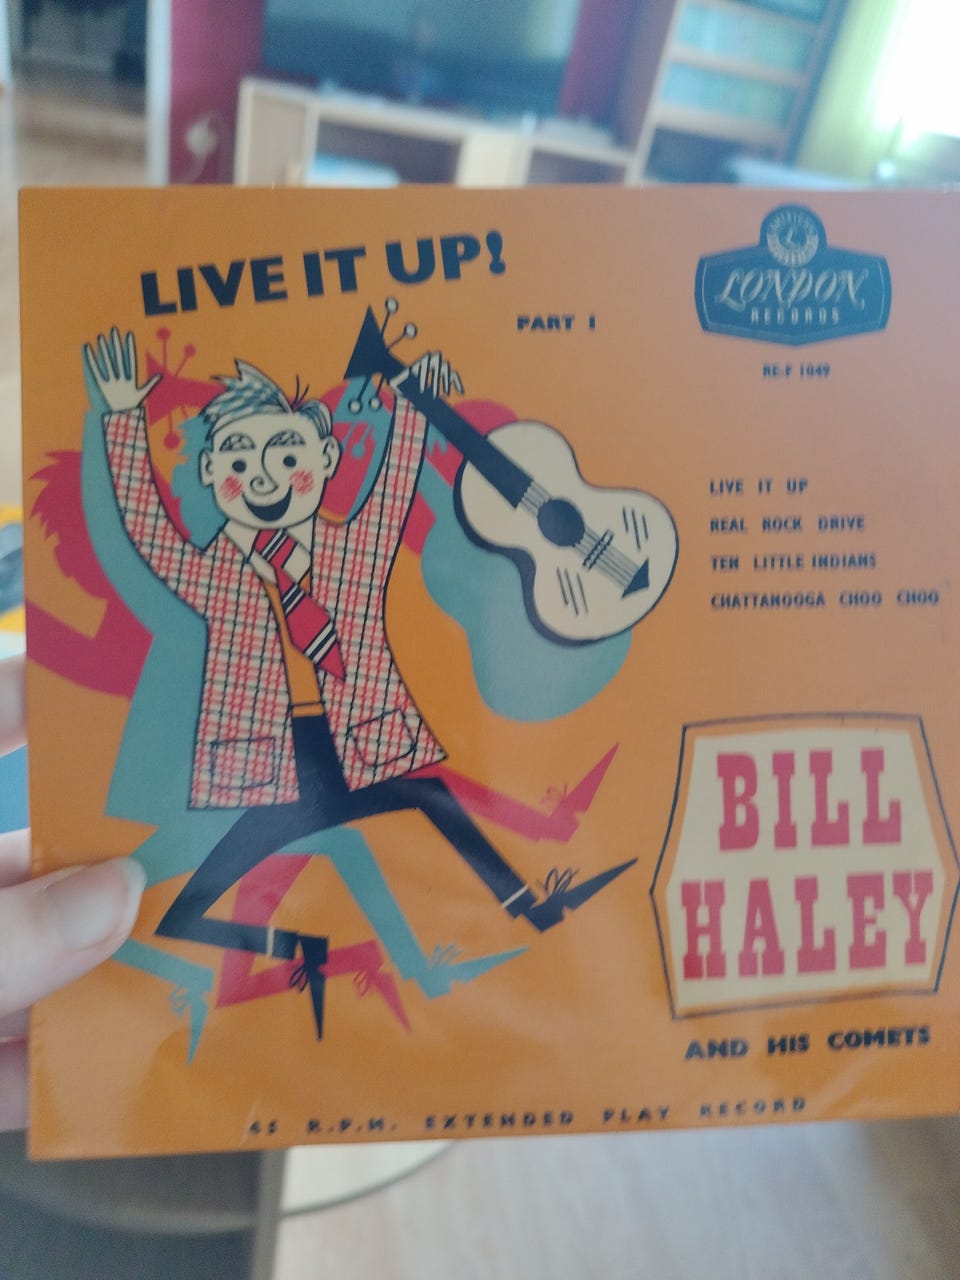 LIVE IT UP!
PART 1
AMERICAN
L
LONDON
RECORDS
RE-F 1049
LIVE IT UP
REAL ROCK DRIVE
TEN LITTLE INDIANS
CHATTANOOGA CHOO CHOO
BILL
HALEY
AND HIS COMETS
45 R.P.M. EXTENDED PLAY RECORD